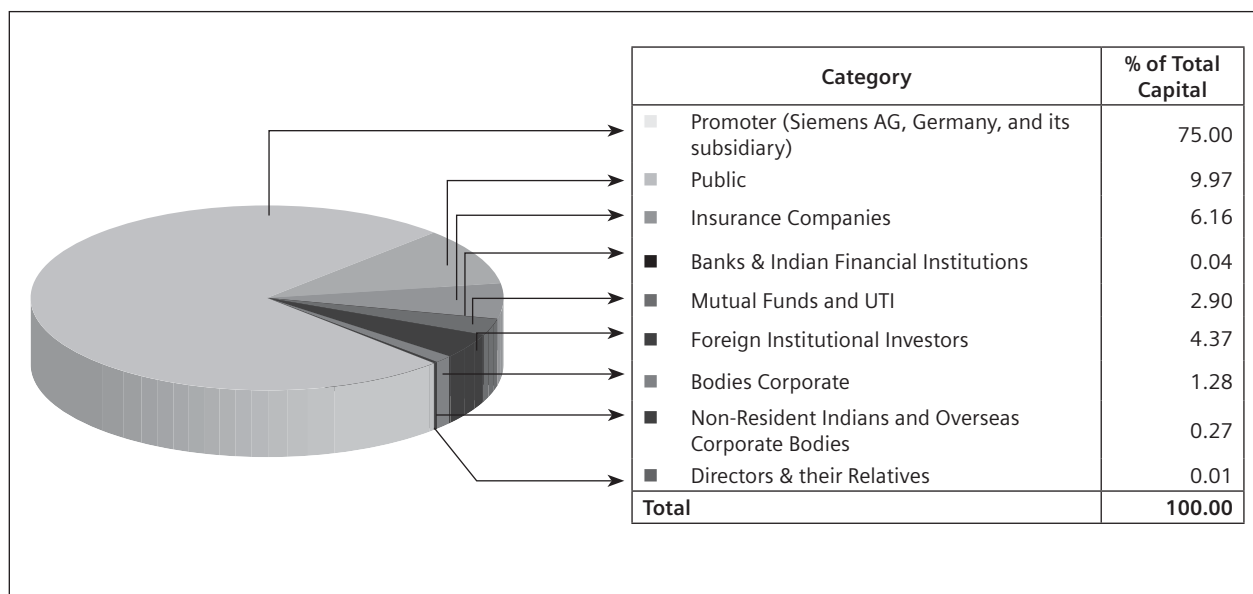 Category
% of Total
Capital
Promoter (Siemens AG, Germany, and its
subsidiary)
75.00
Public
9.97
Insurance Companies
6.16
Banks & Indian Financial Institutions
0.04
Mutual Funds and UTI
2.90
Foreign Institutional Investors
4.37
Bodies Corporate
1.28
Non-Resident Indians and Overseas
Corporate Bodies
0.27
Directors & their Relatives
0.01
Total
100.00